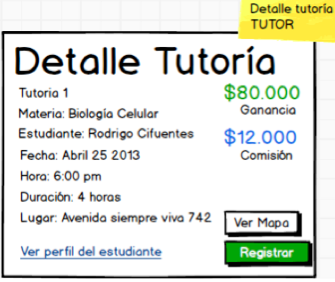 Detalle tutoría
TUTOR
Detalle Tutoría
Tutoria 1
$80.000
Ganancia
Materia: Biología Celular
Estudiante: Rodrigo Cifuentes
$12.000
Comisión
Fecha: Abril 25 2013
Hora: 6:00 pm
Duración: 4 horas
Lugar: Avenida siempre viva 742
Ver Mapa
Ver perfil del estudiante
Registrar